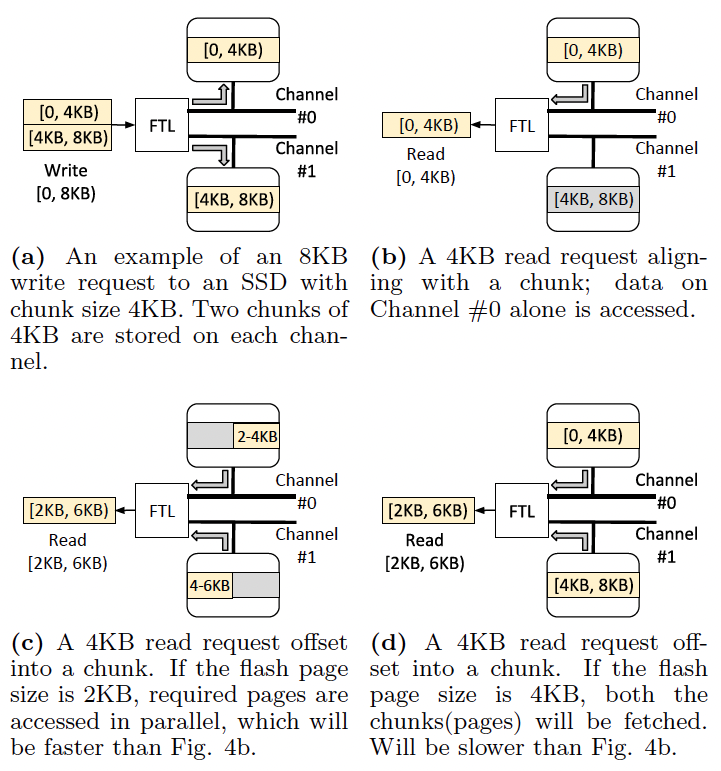 [0, 4KB)
Channel
#0
[0, 4KB)
[4KB, 8KB)
FTL
Channel
#1
Write
[0, 8KB)
[4KB, 8KB)
(a) An example of an 8KB
write request to an SSD with
chunk size 4KB. Two chunks of
4KB are stored on each chan-
nel.
[0, 4KB)
Channel
#0
[0, 4KB)
FTL
Read
[0, 4KB)
Channel
#1
[4KB, 8KB)
(b) A 4KB read request align-
ing with a chunk; data on
Channel #0 alone is accessed.
2-4KB
Channel
#0
[2KB, 6KB)
FTL
Read
[2KB, 6KB)
Channel
#1
4-6KB
(c) A 4KB read request offset
into a chunk. If the flash page
size is 2KB, required pages are
accessed in parallel, which will
be faster than Fig. 4b.
[0, 4KB)
Channel
#0
[2KB, 6KB)
FTL
Read
[2KB, 6KB)
Channel
#1
[4KB, 8KB)
(d) A 4KB read request off-
set into a chunk. If the flash
page size is 4KB, both the
chunks(pages) will be fetched.
Will be slower than Fig. 4b.